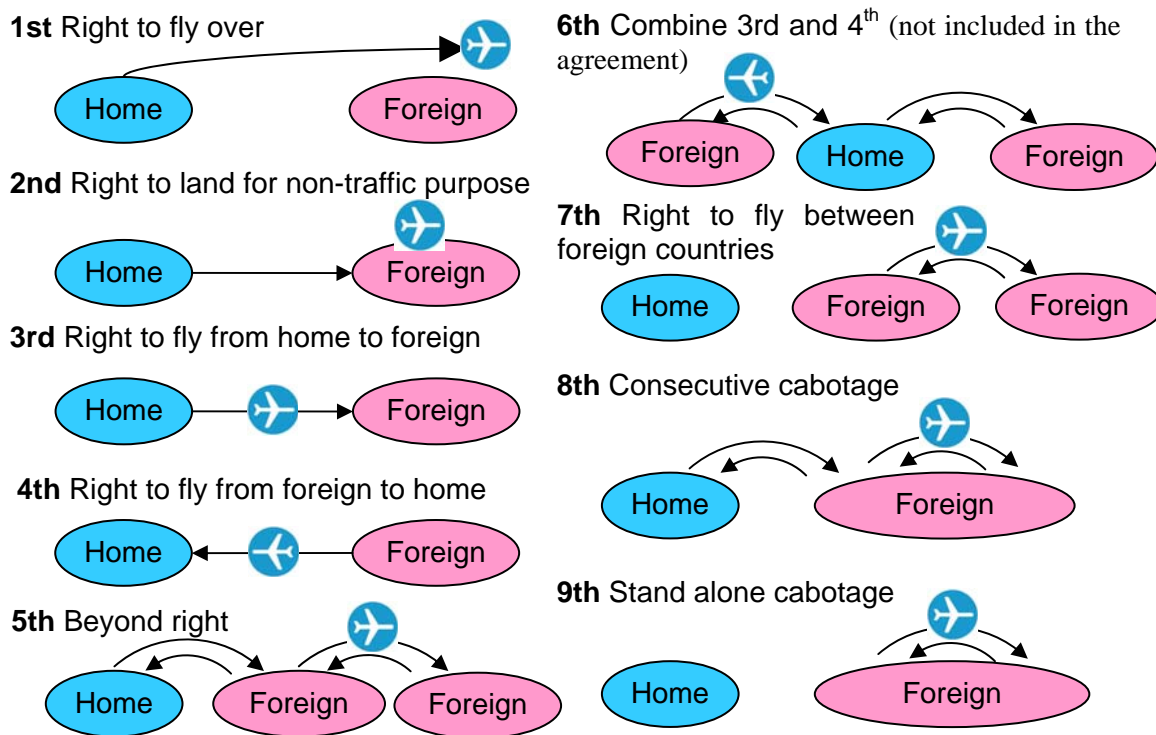 1st Right to fly over
Home Foreign
2nd Right to land for non-traffic purpose
Home Foreign
3rd Right to fly from home to foreign
Home Foreign
4th Right to fly from foreign to home
Home Foreign
5th Beyond right
Home Foreign Foreign
6th Combine 3rd and 4th (not included in the
agreement)
Foreign Home Foreign
7th Right to fly between
foreign countries
Home Foreign Foreign
8th Consecutive cabotage
Home Foreign
9th Stand alone cabotage
Home Foreign